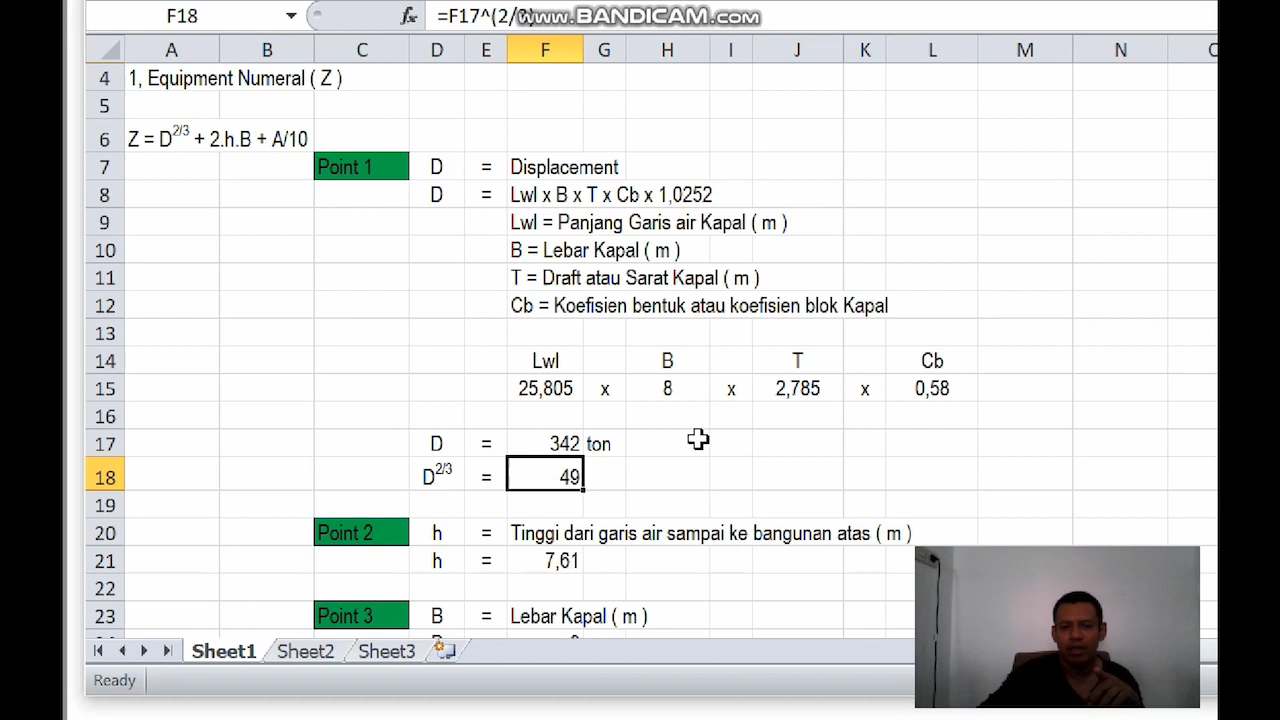 F18 fx =F17^(2/3)
www.BANDICAM.com
A B C D E F G H I J K L M N
4 1, Equipment Numeral ( Z )
5
6 Z = D2/3 + 2.h.B + A/10
7 Point 1 D = Displacement
8 D = Lwl x B x T x Cb x 1,0252
9 Lwl = Panjang Garis air Kapal ( m )
10 B = Lebar Kapal ( m )
11 T = Draft atau Sarat Kapal ( m )
12 Cb = Koefisien bentuk atau koefisien blok Kapal
13
14 Lwl B T Cb
15 25,805 x 8 x 2,785 x 0,58
16
17 D = 342 ton
18 D2/3 = 49
19
20 Point 2 h = Tinggi dari garis air sampai ke bangunan atas ( m )
21 h = 7,61
22
23 Point 3 B = Lebar Kapal ( m )
Sheet1 Sheet2 Sheet3
Ready